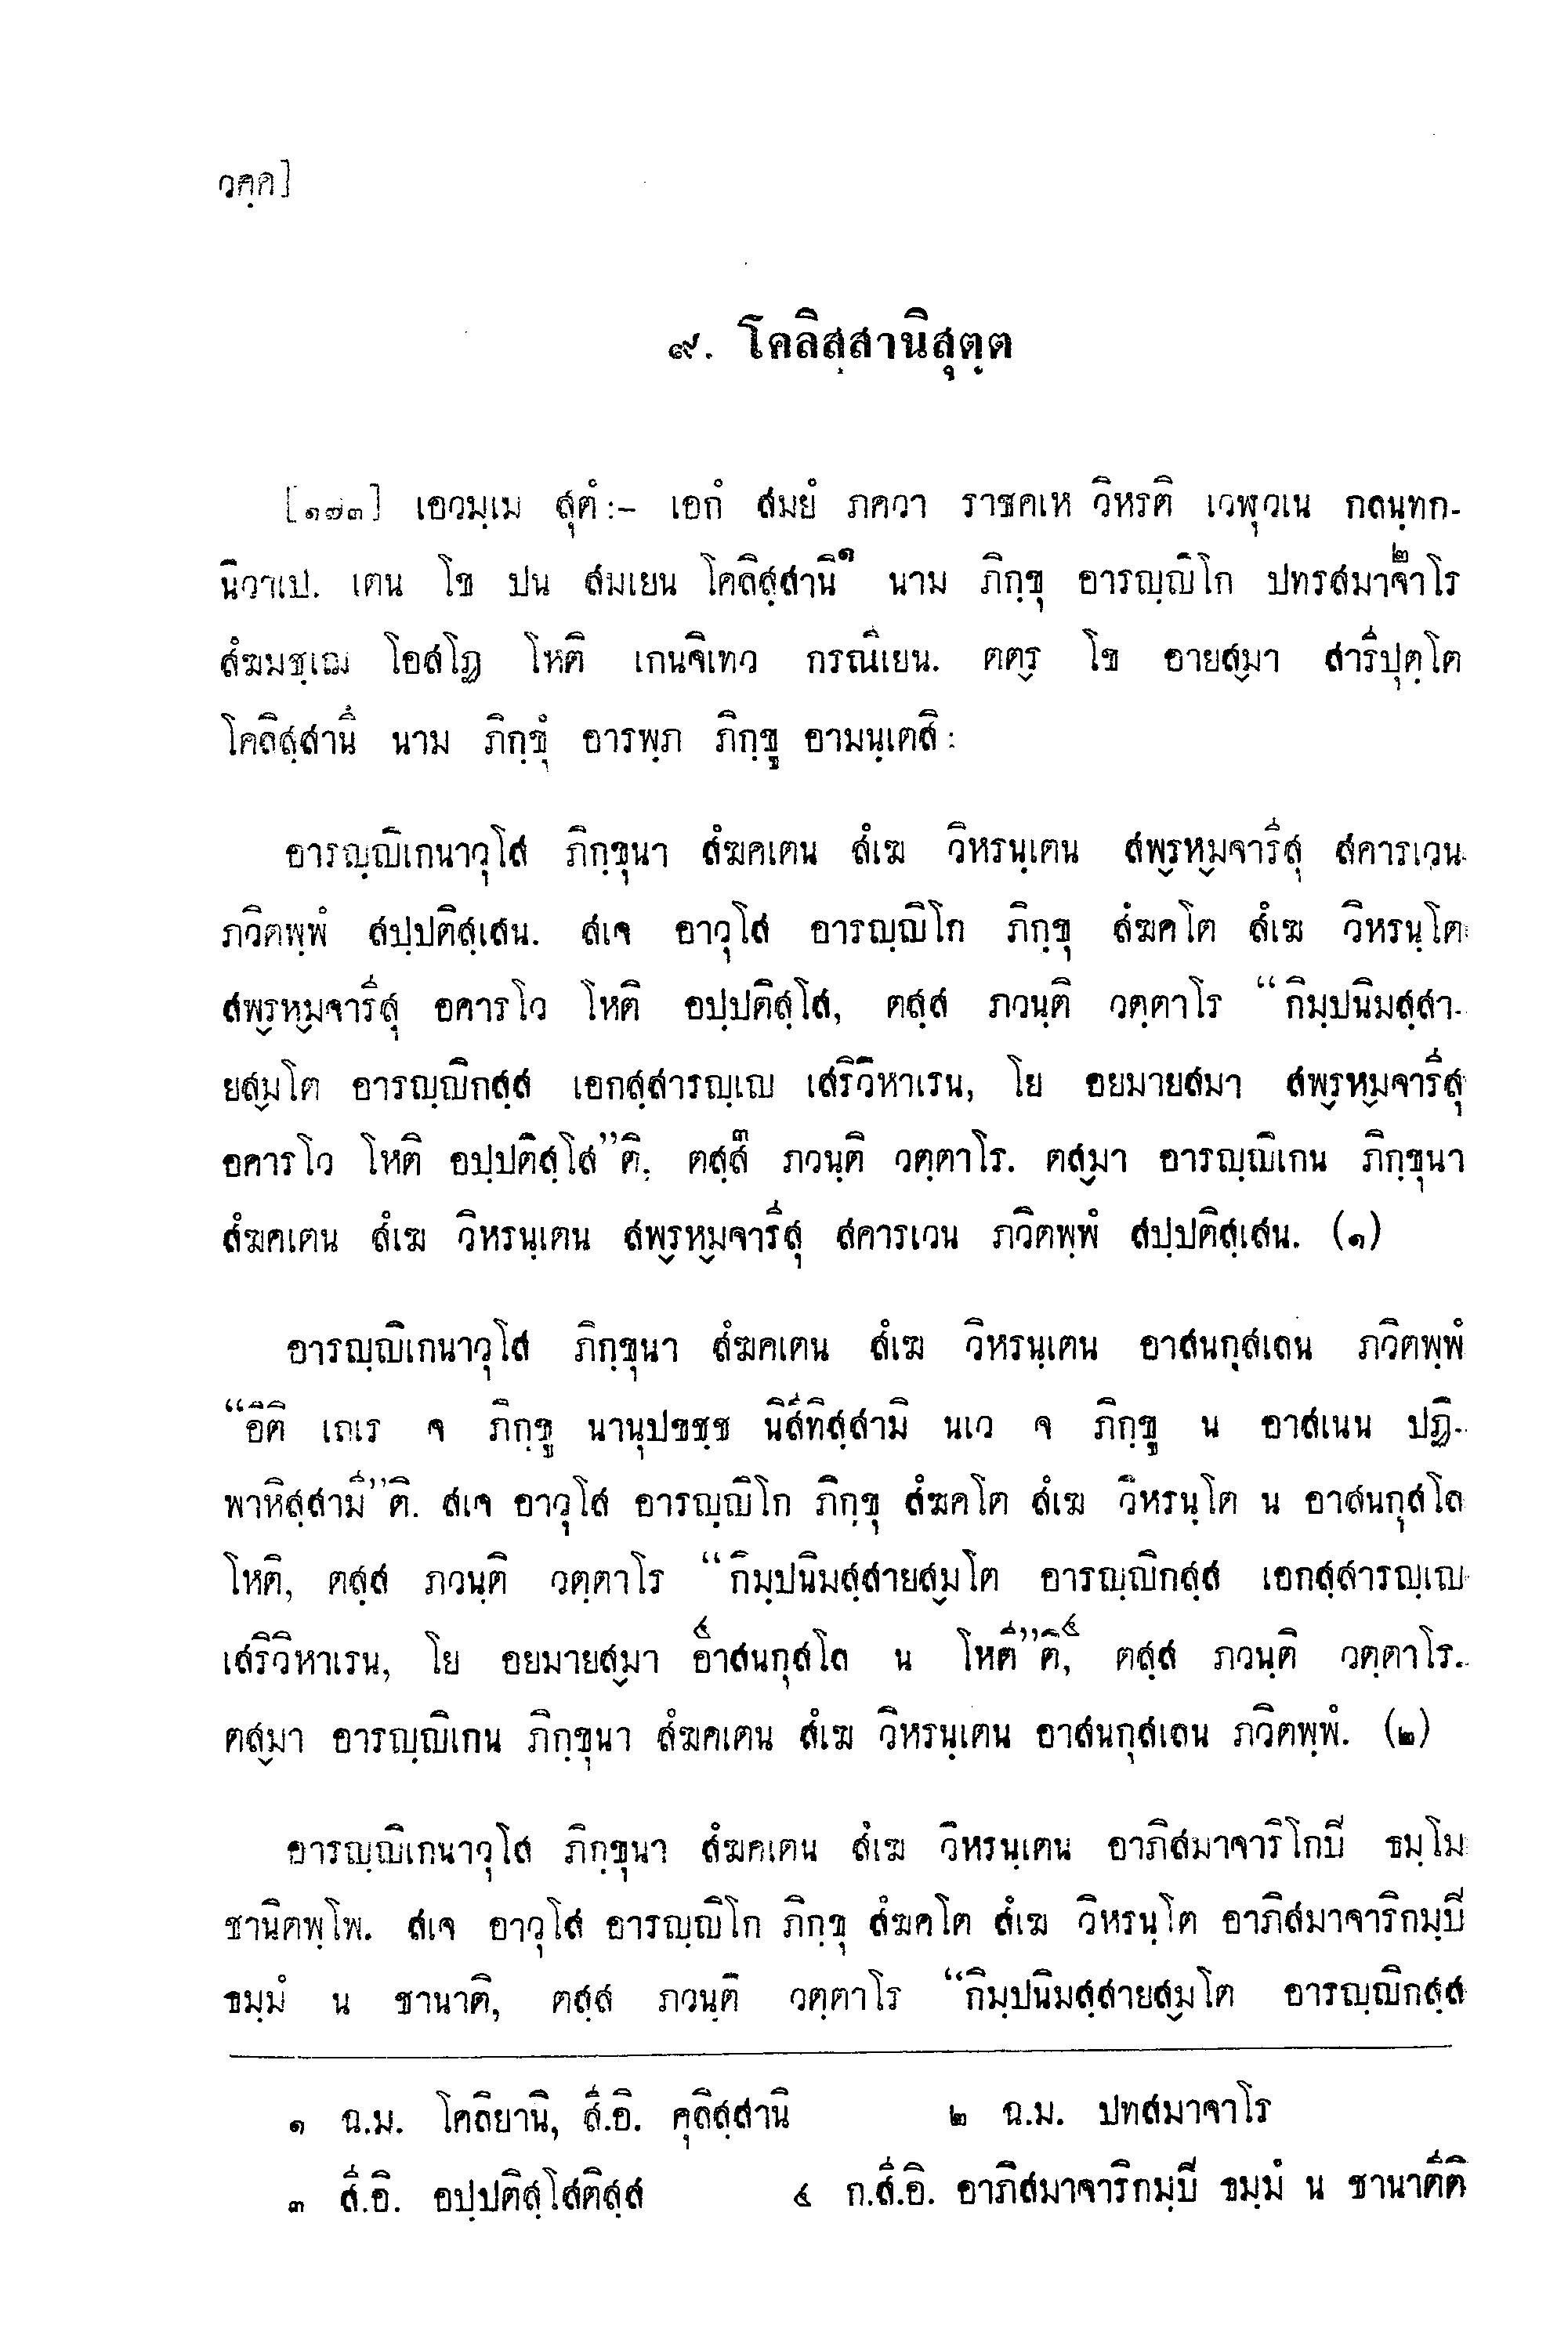 วคฺค]
๙. โคลิสฺสานิสุตฺต
[๑๗๓] เอวมฺเม สุตํ :– เอกํ สมยํ ภควา ราชคเห วิหรติ เวฬุวเน กลนฺทก-
นิวาเป. เตน โข ปน สมเยน โคลิสฺสานิ๑ นาม ภิกฺขุ อารญฺญิโก ปทรสมาจาโร๒
สํฆมชฺเฌ โอสโฏ โหติ เกนจิเทว กรณีเยน. ตตฺร โข อายสฺมา สารีปุตฺโต
โคลิสฺสานึ นาม ภิกฺขุํ อารพฺภ ภิกฺขู อามนฺเตสิ :
อารญฺญิเกนาวุโส ภิกฺขุนา สํฆคเตน สํเฆ วิหรนฺเตน สพฺรหฺมจารีสุ สคารเวน
ภวิตพฺพํ สปฺปติสฺเสน. สเจ อาวุโส อารญฺญิโก ภิกฺขุ สํฆคโต สํเฆ วิหรนฺโต
สพฺรหฺมจารีสุ อคารโว โหติ อปฺปติสฺโส, ตสฺส ภวนฺติ วตฺตาโร “กิมฺปนิมสฺสา-
ยสฺมโต อารญฺญิกสฺส เอกสฺสารญฺเญ เสริวิหาเรน, โย อยมายสมา สพฺรหฺมจารีสุ
อคารโว โหติ อปฺปติสฺโส”ติ. ตสฺส๓ ภวนฺติ วตฺตาโร. ตสฺมา อารญฺญิเกน ภิกฺขุนา
สํฆคเตน สํเฆ วิหรนฺเตน สพฺรหฺมจารีสุ สคารเวน ภวิตพฺพํ สปฺปติสฺเสน. (๑)
อารญฺญิเกนาวุโส ภิกฺขุนา สํฆคเตน สํเฆ วิหรนฺเตน อาสนกุสเลน ภวิตพฺพํ
“อิติ เถเร จ ภิกฺขู นานุปขชฺช นิสีทิสฺสามิ นเว จ ภิกฺขู น อาสเนน ปฏิ-
พาหิสฺสามี”ติ. สเจ อาวุโส อารญฺญิโก ภิกฺขุ สํฆคโต สํเฆ วิหรนฺโต น อาสนกุสโล
โหติ, ตสฺส ภวนฺติ วตฺตาโร “กิมฺปนิมสฺสายสฺมโต อารญฺญิกสฺส เอกสฺสารญฺเญ
เสริวิหาเรน, โย อยมายสฺมา ๔อาสนกุสโล น โหตี”ติ,๔ ตสฺส ภวนฺติ วตฺตาโร.
ตสฺมา อารญฺญิเกน ภิกฺขุนา สํฆคเตน สํเฆ วิหรนฺเตน อาสนกุสเลน ภวิตพฺพํ. (๒)
อารญฺญิเกนาวุโส ภิกฺขุนา สํฆคเตน สํเฆ วิหรนฺเตน อาภิสมาจาริโกปิ ธมฺโม
ชานิตพฺโพ. สเจ อาวุโส อารญฺญิโก ภิกฺขุ สํฆคโต สํเฆ วิหรนฺโต อาภิสมาจาริกมฺปิ
ธมฺมํ น ชานาติ, ตสฺส ภวนฺติ วตฺตาโร “กิมฺปนิมสฺสายสฺมโต อารญฺญิกสฺส
๑ ฉ.ม. โคลิยานิ, สี.อิ. คุลิสฺสานิ ๒ ฉ.ม. ปทสมาจาโร
๓ สี.อิ. อปฺปติสฺโสติสฺส ๔ ก.สี.อิ. อาภิสมาจาริกมฺปิ ธมฺมํ น ชานาตีติ